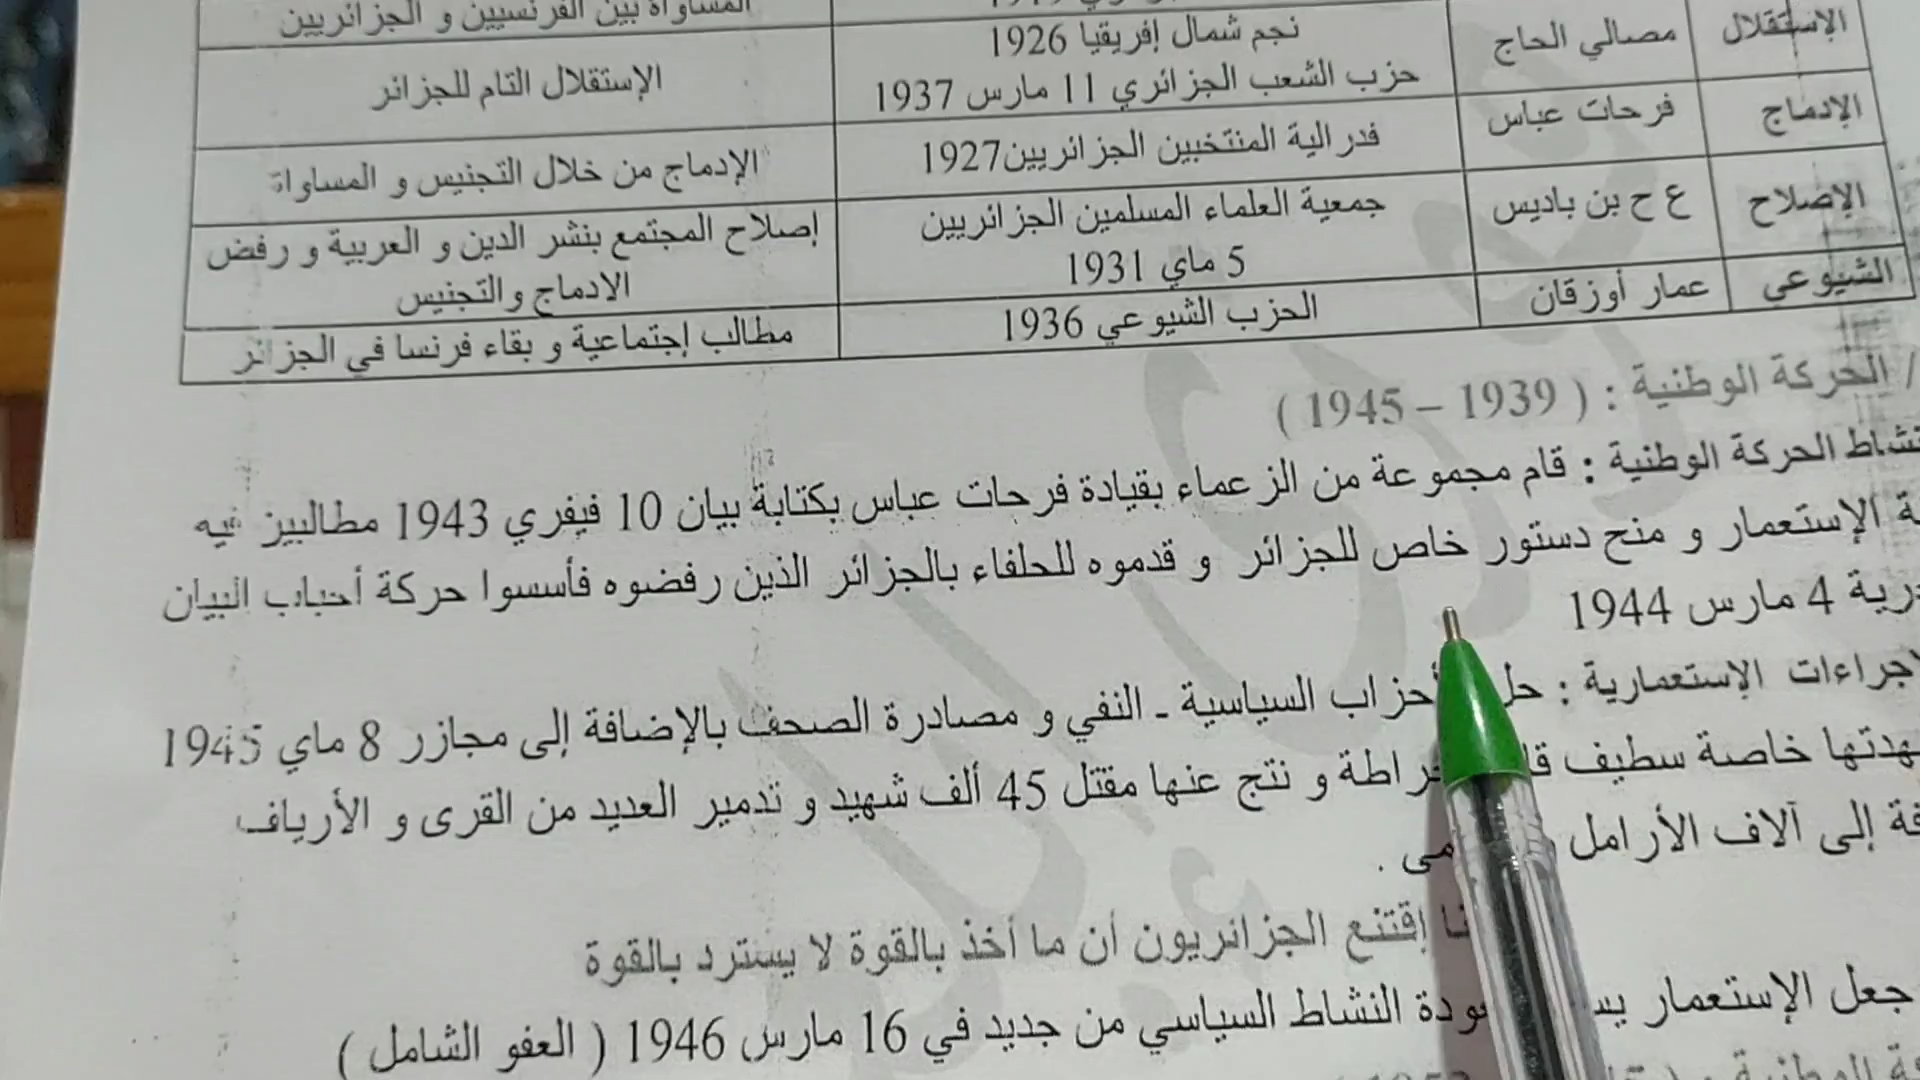 المساواة بين الفرنسيين و الجزائريين
الإستقلال
مصالي الحاج
نجم شمال إفريقيا 1926
حزب الشعب الجزائري 11 مارس 1937
الإستقلال التام للجزائر
الإدماج
فرحات عباس
فدرالية المنتخبين الجزائريين1927
الإدماج من خلال التجنيس و المساواة
الإصلاح
ع ح بن باديس
جمعية العلماء المسلمين الجزائريين
5 ماي 1931
إصلاح المجتمع بنشر الدين و العربية و رفض
الادماج والتجنيس
الشيوعي
عمار أوزقان
الحزب الشيوعي 1936
مطالب إجتماعية و بقاء فرنسا في الجزائر
/ الحركة الوطنية : ( 1939 – 1945 )
نشاط الحركة الوطنية : قام مجموعة من الزعماء بقيادة فرحات عباس بكتابة بيان 10 فيفري 1943 مطالبين فيه
الإستعمار و منح دستور خاص للجزائر و قدموه للحلفاء بالجزائر الذين رفضوه فأسسوا حركة أحباب البيان
4 مارس 1944
الإستعمارية : حل أحزاب السياسية - النفي و مصادرة الصحف بالإضافة إلى مجازر 8 ماي 1945
خاصة سطيف و نتج عنها مقتل 45 ألف شهيد و تدمير العديد من القرى و الأرياف
إلى آلاف الأرامل
إقتنع الجزائريون أن ما أخذ بالقوة لا يسترد بالقوة
جعل الإستعمار النشاط السياسي من جديد في 16 مارس 1946 ( العفو الشامل )